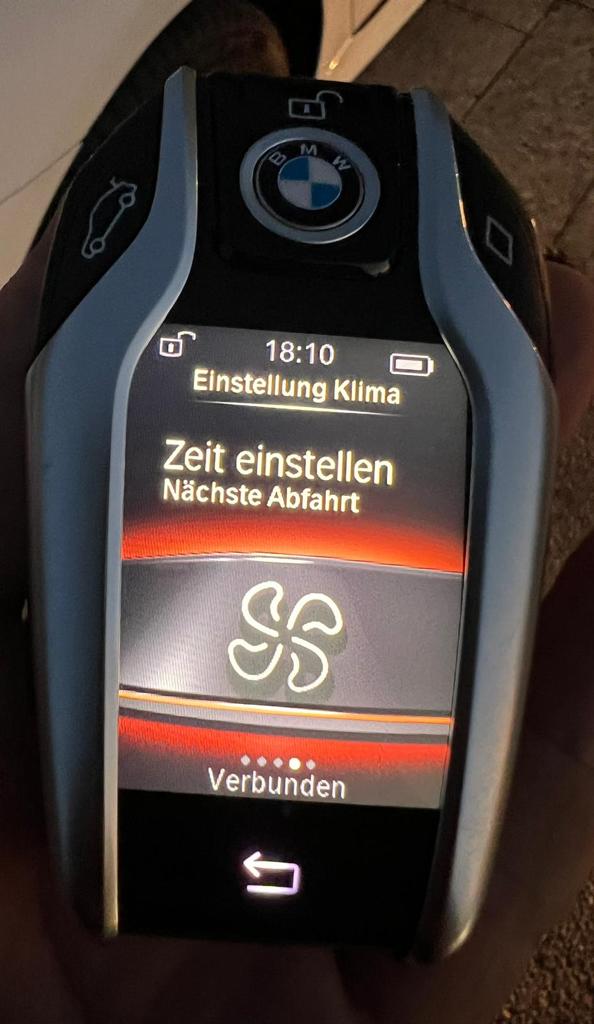 BMW
18:10
Einstellung Klima
Zeit einstellen
Nächste Abfahrt
Verbunden